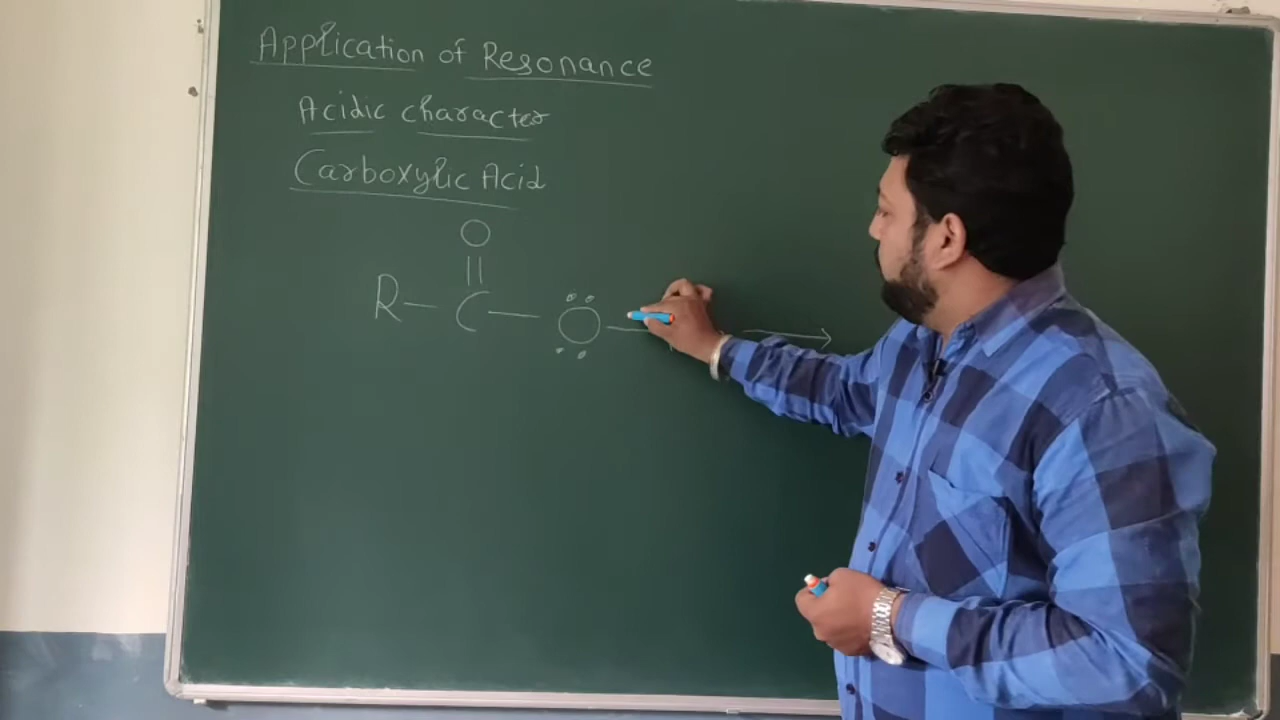 Application of Resonance
Acidic character
Carboxylic Acid
O
||
R — C — O —